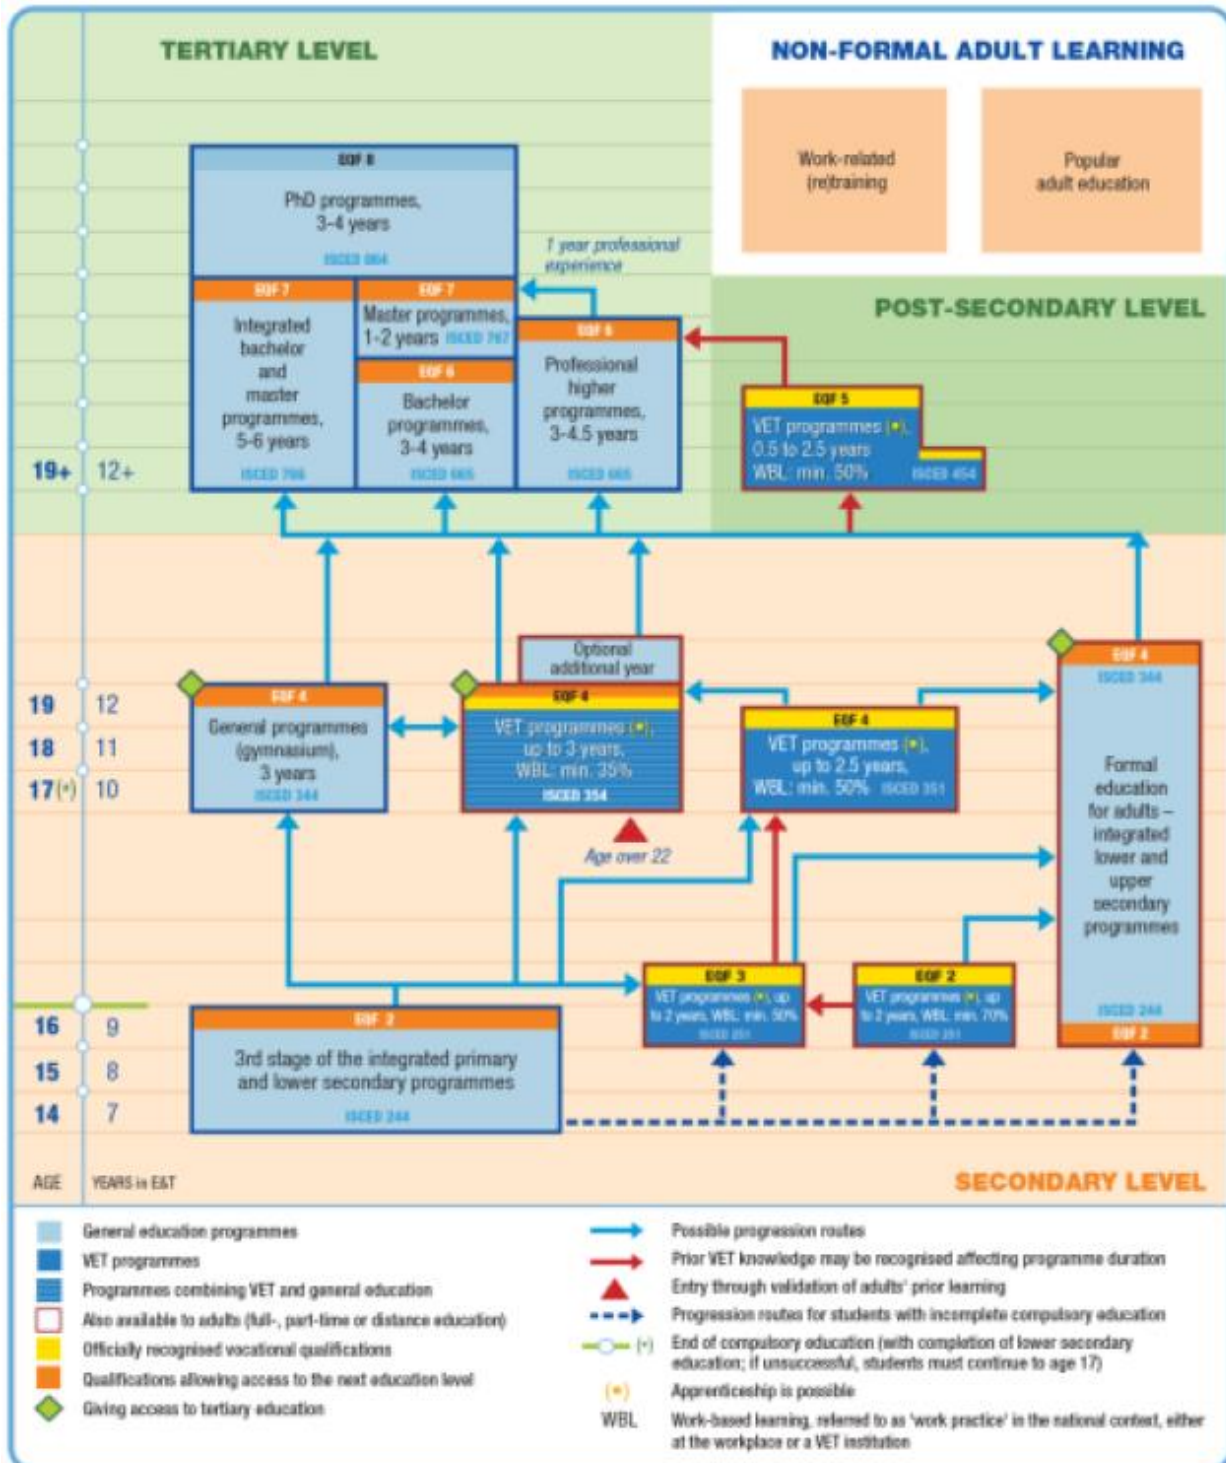 TERTIARY LEVEL
NON-FORMAL ADULT LEARNING
Work-related
(re)training
Popular
adult education
EQF 8
PhD programmes,
3-4 years
ISCED 864
1 year professional
experience
POST-SECONDARY LEVEL
EQF 7
Integrated
bachelor
and
master
programmes,
5-6 years
ISCED 766
EQF 7
Master programmes,
1-2 years ISCED 767
EQF 6
Bachelor
programmes,
3-4 years
ISCED 665
Professional
higher
programmes,
3-4.5 years
ISCED 665
EQF 5
VET programmes (•),
0.5 to 2.5 years
WBL: min. 50% ISCED 454
19+ 12+
Optional
additional year
EQF 4
General programmes
(gymnasium),
3 years
ISCED 344
EQF 4
VET programmes (•),
up to 3 years,
WBL: min. 35%
ISCED 354
Age over 22
EQF 4
VET programmes (•),
up to 2.5 years,
WBL: min. 50% ISCED 351
EQF 4
ISCED 344
Formal
education
for adults –
integrated
lower and
upper
secondary
programmes
ISCED 244
EQF 2
19 12
18 11
17(•) 10
EQF 3
VET programmes (•), up
to 2 years, WBL: min. 50%
EQF 2
VET programmes (•), up
to 2 years, WBL: min. 70%
EQF 2
3rd stage of the integrated primary
and lower secondary programmes
ISCED 244
16 9
15 8
14 7
AGE YEARS in E&T
SECONDARY LEVEL
General education programmes
VET programmes
Programmes combining VET and general education
Also available to adults (full-, part-time or distance education)
Officially recognised vocational qualifications
Qualifications allowing access to the next education level
Giving access to tertiary education
Possible progression routes
Prior VET knowledge may be recognised affecting programme duration
Entry through validation of adults' prior learning
Progression routes for students with incomplete compulsory education
(•) End of compulsory education (with completion of lower secondary
education; if unsuccessful, students must continue to age 17)
(•) Apprenticeship is possible
WBL Work-based learning, referred to as 'work practice' in the national context, either
at the workplace or a VET institution